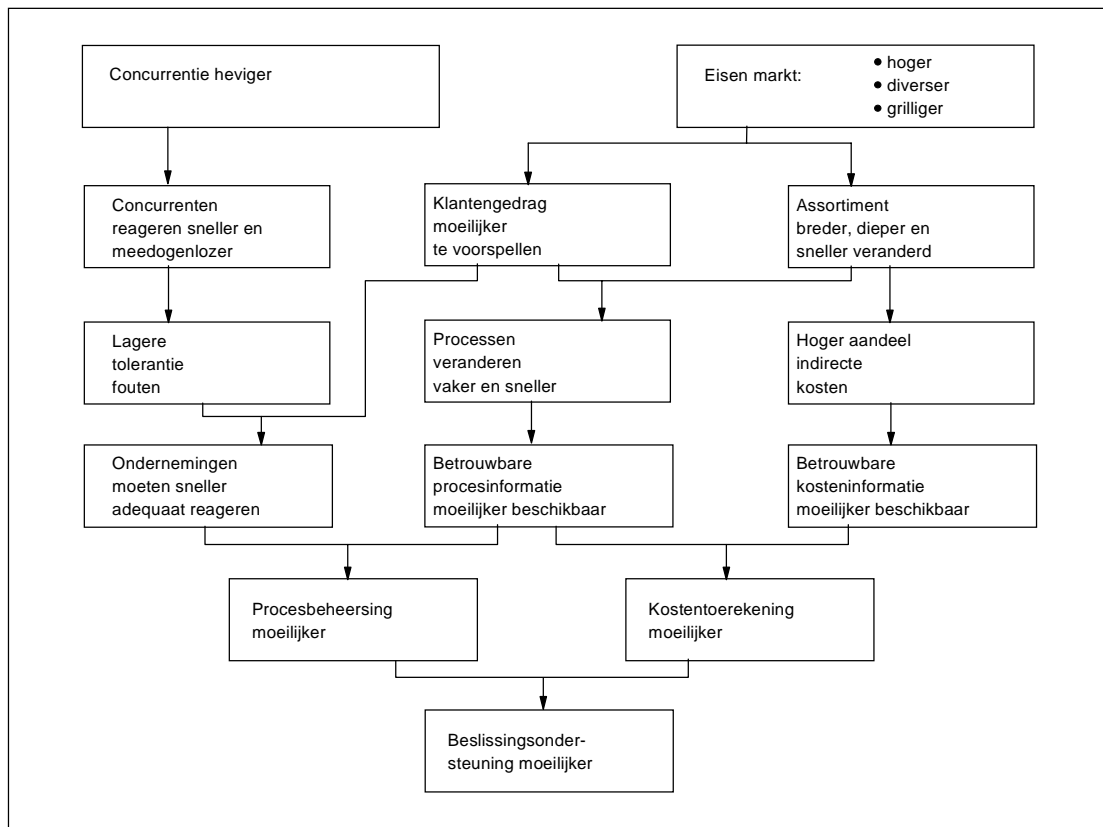 Concurrentie heviger
Eisen markt:
• hoger
• diverser
• grilliger
Concurrenten
reageren sneller en
meedogenlozer
Klantengedrag
moeilijker
te voorspellen
Assortiment
breder, dieper en
sneller veranderd
Lagere
tolerantie
fouten
Processen
veranderen
vaker en sneller
Hoger aandeel
indirecte
kosten
Ondernemingen
moeten sneller
adequaat reageren
Betrouwbare
procesinformatie
moeilijker beschikbaar
Betrouwbare
kosteninformatie
moeilijker beschikbaar
Procesbeheersing
moeilijker
Kostentoerekening
moeilijker
Beslissingsonder-
steuning moeilijker